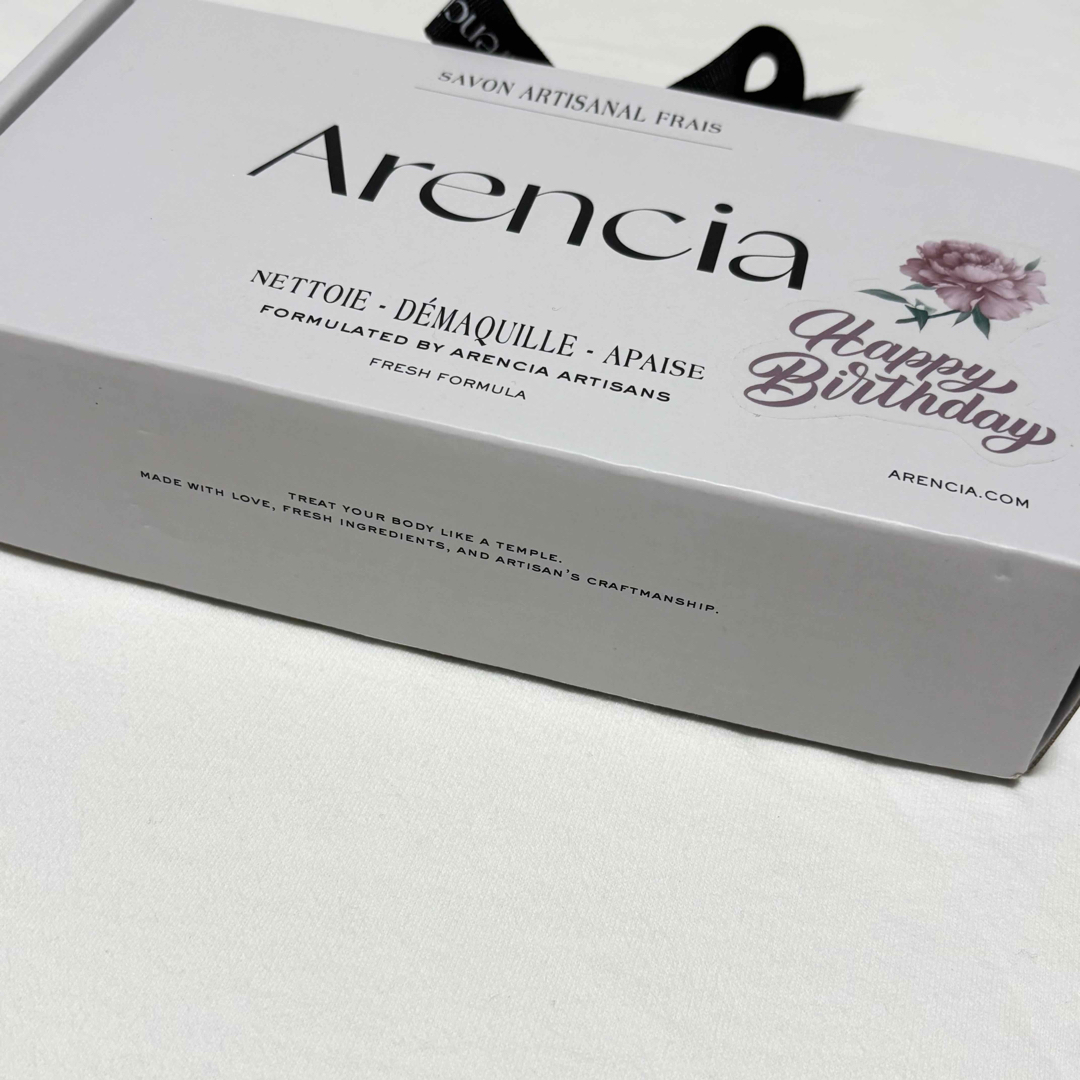 SAVON ARTISANAL FRAIS
Arencia
NETTOIE - DÉMAQUILLE - APAISE
FORMULATED BY ARENCIA ARTISANS
FRESH FORMULA
Happy
Birthday
ARENCIA.COM
TREAT YOUR BODY LIKE A TEMPLE.
MADE WITH LOVE, FRESH INGREDIENTS, AND ARTISAN'S CRAFTMANSHIP.